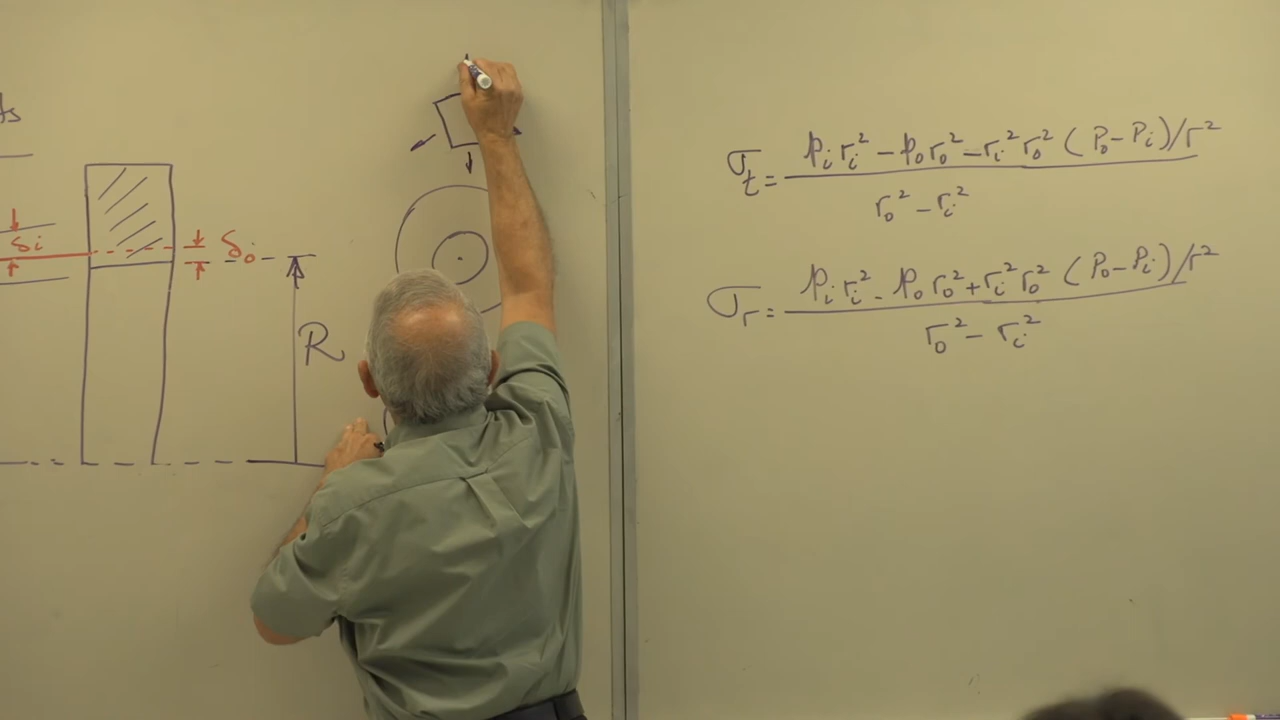 ts
δi
δo
R
σt = (pi ri² − po ro² − ri² ro² (Po − Pi)/r²) / (ro² − ri²)
σr = (pi ri² − po ro² + ri² ro² (Po − Pi)/r²) / (ro² − ri²)